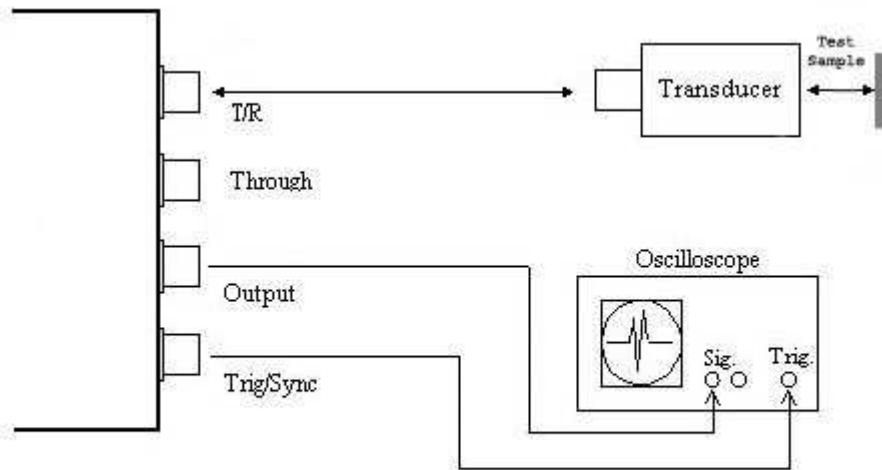 Test
Sample
Transducer
T/R
Through
Oscilloscope
Output
Sig.
Trig.
Trig/Sync